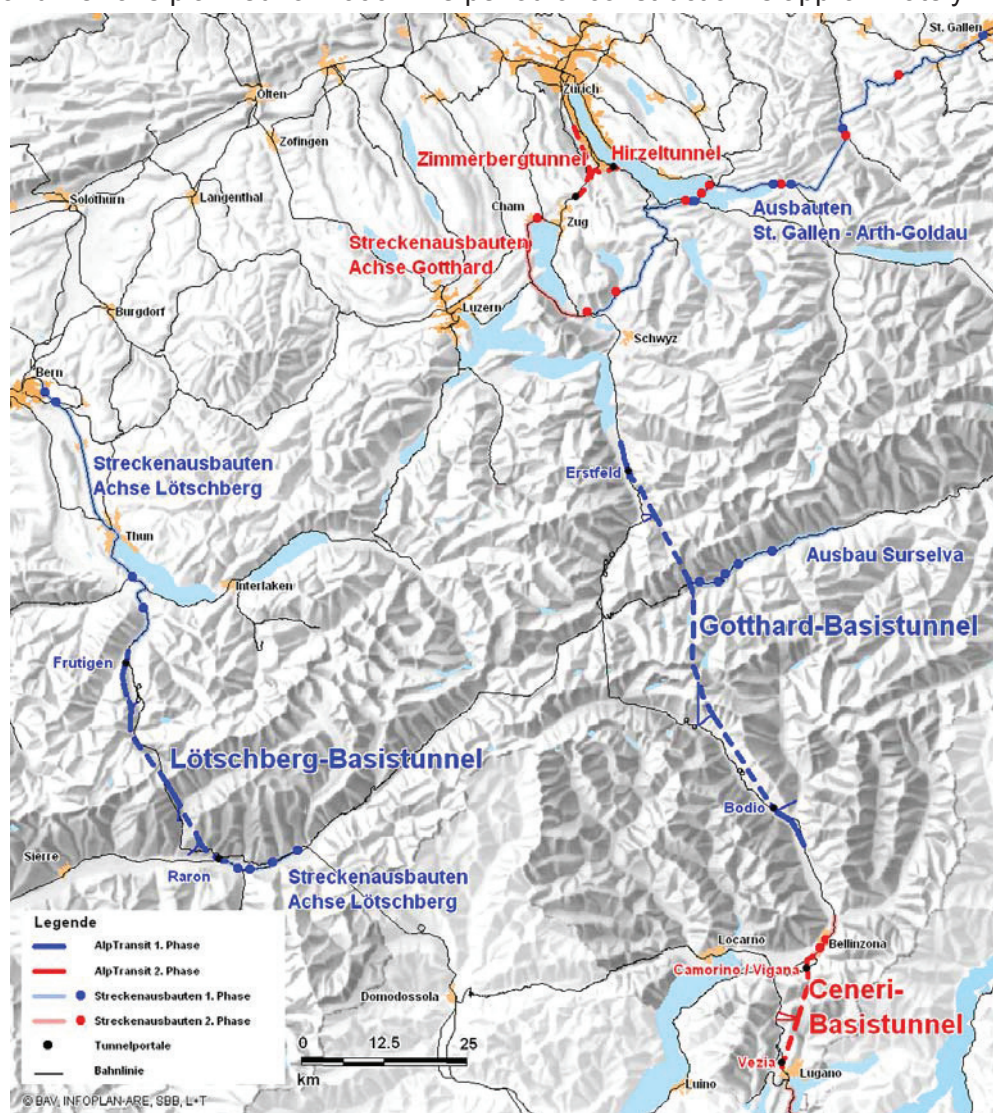 St. Gallen
Zürich
Olten
Zofingen
Zimmerbergtunnel
Hirzeltunnel
Solothurn
Langenthal
Cham
Zug
Ausbauten
St. Gallen - Arth-Goldau
Streckenausbauten
Achse Gotthard
Burgdorf
Luzern
Schwyz
Bern
Streckenausbauten
Achse Lötschberg
Erstfeld
Thun
Ausbau Surselva
Interlaken
Gotthard-Basistunnel
Frutigen
Lötschberg-Basistunnel
Bodio
Sierre
Raron
Streckenausbauten
Achse Lötschberg
Legende
AlpTransit 1. Phase
AlpTransit 2. Phase
Streckenausbauten 1. Phase
Streckenausbauten 2. Phase
Tunnelportale
Bahnlinie
Locarno
Bellinzona
Camorino / Vigana
Domodossola
Ceneri-
Basistunnel
0 12.5 25
km
Vezia
Lugano
Luino
© BAV, INFOPLAN-ARE, SBB, L+T